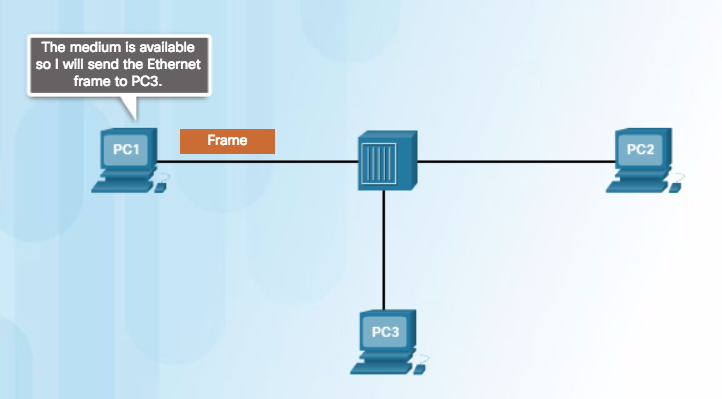 The medium is available
so I will send the Ethernet
frame to PC3.
Frame
PC1
PC2
PC3